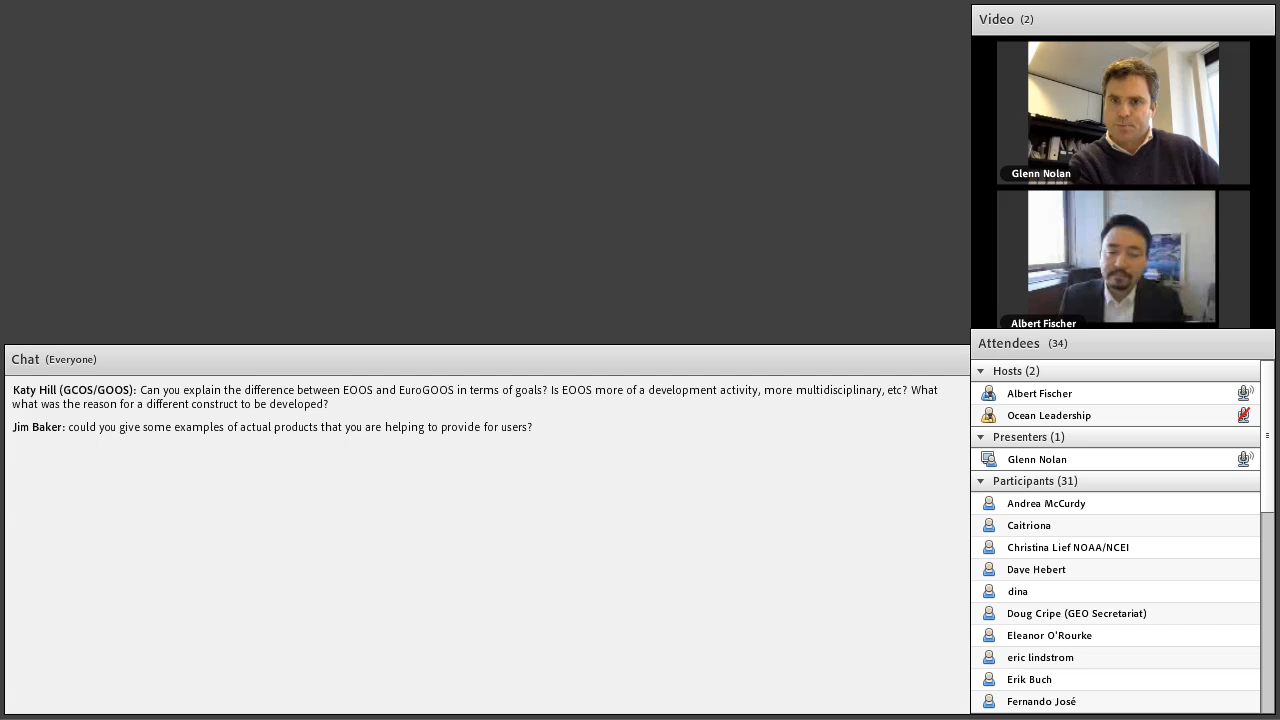 Video (2)
Glenn Nolan
Albert Fischer
Chat (Everyone)
Katy Hill (GCOS/GOOS): Can you explain the difference between EOOS and EuroGOOS in terms of goals? Is EOOS more of a development activity, more multidisciplinary, etc? What
what was the reason for a different construct to be developed?
Jim Baker: could you give some examples of actual products that you are helping to provide for users?
Attendees (34)
Hosts (2)
Albert Fischer
Ocean Leadership
Presenters (1)
Glenn Nolan
Participants (31)
Andrea McCurdy
Caitriona
Christina Lief NOAA/NCEI
Dave Hebert
dina
Doug Cripe (GEO Secretariat)
Eleanor O'Rourke
eric lindstrom
Erik Buch
Fernando José